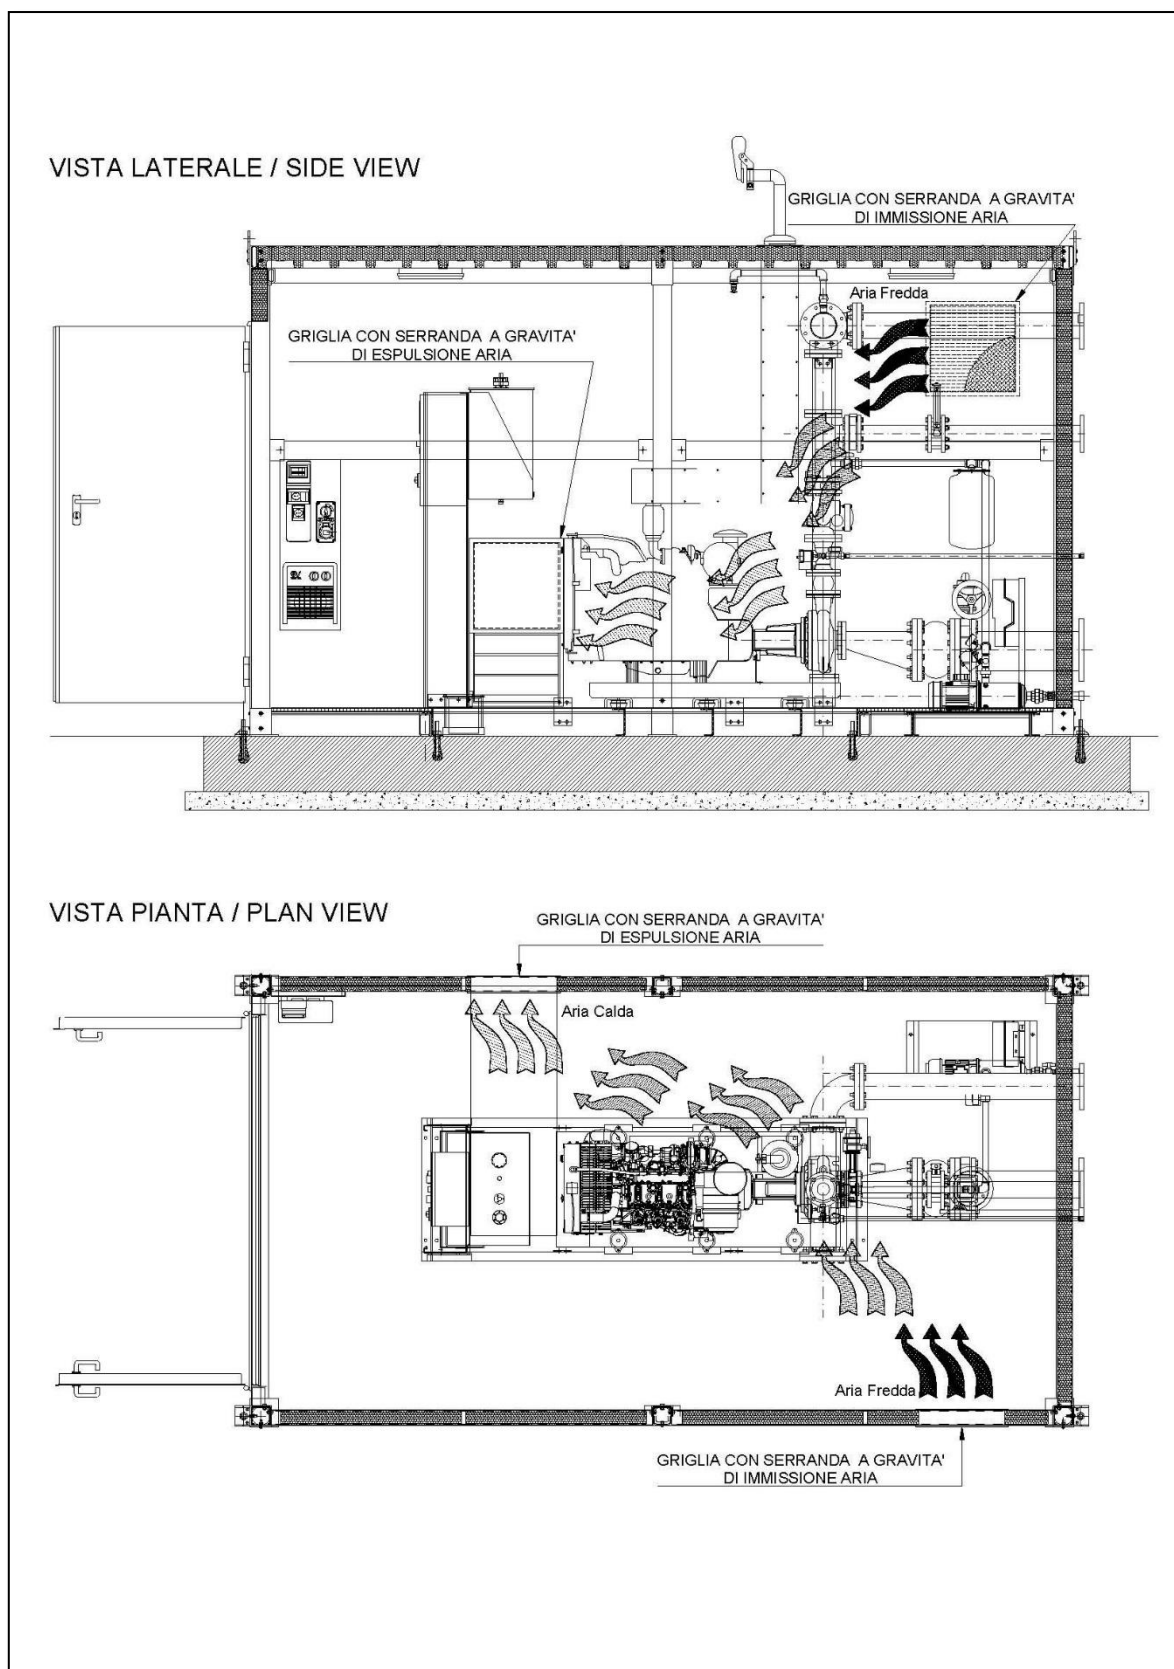 VISTA LATERALE / SIDE VIEW
GRIGLIA CON SERRANDA A GRAVITA'
DI IMMISSIONE ARIA
Aria Fredda
GRIGLIA CON SERRANDA A GRAVITA'
DI ESPULSIONE ARIA
VISTA PIANTA / PLAN VIEW
GRIGLIA CON SERRANDA A GRAVITA'
DI ESPULSIONE ARIA
Aria Calda
Aria Fredda
GRIGLIA CON SERRANDA A GRAVITA'
DI IMMISSIONE ARIA